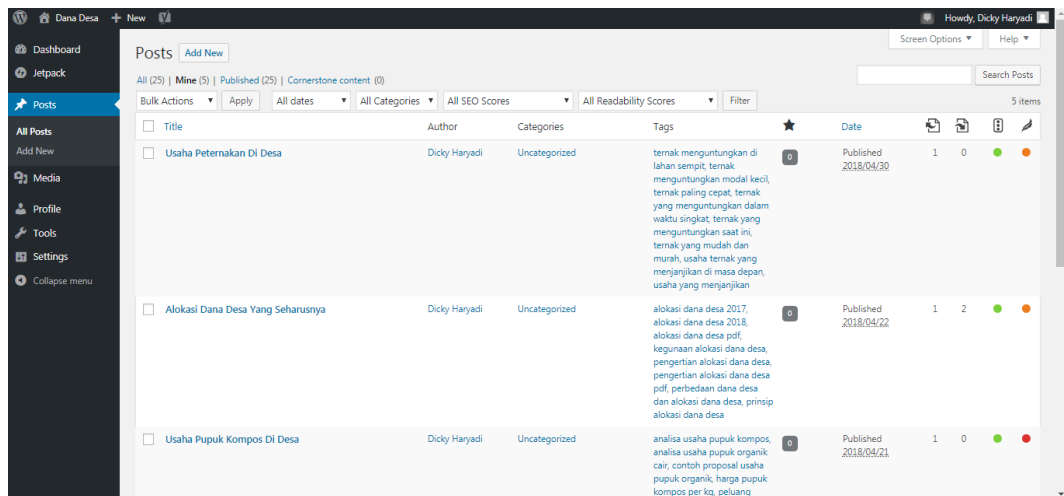 Dana Desa + New Howdy, Dicky Haryadi
Screen Options ▼ Help ▼
Dashboard
Jetpack
Posts
All Posts
Add New
Media
Profile
Tools
Settings
Collapse menu
Posts Add New
All (25) | Mine (5) | Published (25) | Cornerstone content (0)
Search Posts
Bulk Actions ▼ Apply All dates ▼ All Categories ▼ All SEO Scores ▼ All Readability Scores ▼ Filter 5 items
Title Author Categories Tags Date
Usaha Peternakan Di Desa Dicky Haryadi Uncategorized ternak menguntungkan di 0 Published 1 0
lahan sempit, ternak 2018/04/30
menguntungkan modal kecil,
ternak paling cepat, ternak
yang menguntungkan dalam
waktu singkat, ternak yang
menguntungkan saat ini,
ternak yang mudah dan
murah, usaha ternak yang
menjanjikan di masa depan,
usaha yang menjanjikan
Alokasi Dana Desa Yang Seharusnya Dicky Haryadi Uncategorized alokasi dana desa 2017, 0 Published 1 2
alokasi dana desa 2018, 2018/04/22
alokasi dana desa pdf,
kegunaan alokasi dana desa,
pengertian alokasi dana desa,
pengertian alokasi dana desa
pdf, perbedaan dana desa
dan alokasi dana desa, prinsip
alokasi dana desa
Usaha Pupuk Kompos Di Desa Dicky Haryadi Uncategorized analisa usaha pupuk kompos, 0 Published 1 0
analisa usaha pupuk organik 2018/04/21
cair, contoh proposal usaha
pupuk organik, harga pupuk
kompos per kg, peluang